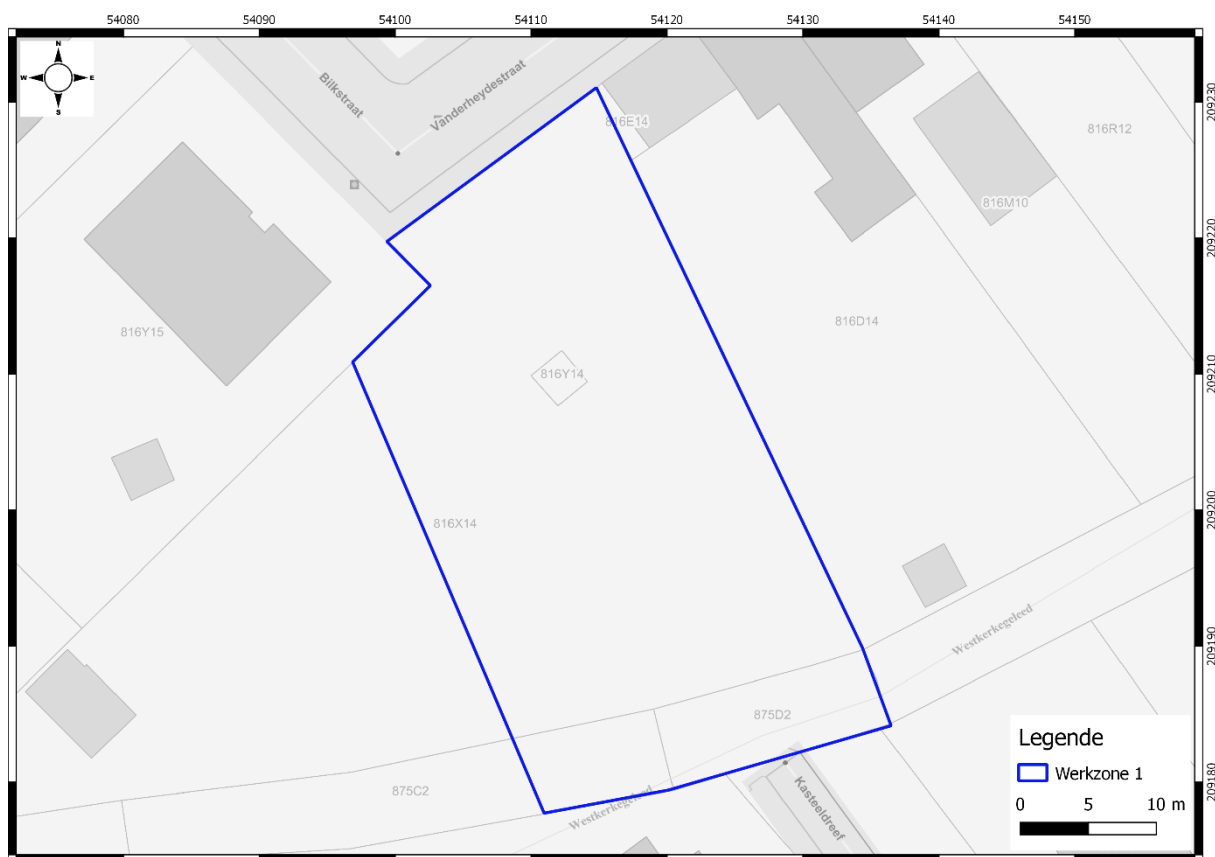 54080 54090 54100 54110 54120 54130 54140 54150
N
W E
S
Bilkstraat
Vanderheydestraat
816E14
816R12
816M10
816Y15
816D14
816Y14
816X14
Westkerkegeleed
875D2
875C2
Westkerkegeleed
Kasteeldreef
209230
209220
209210
209200
209190
209180
Legende
Werkzone 1
0 5 10 m